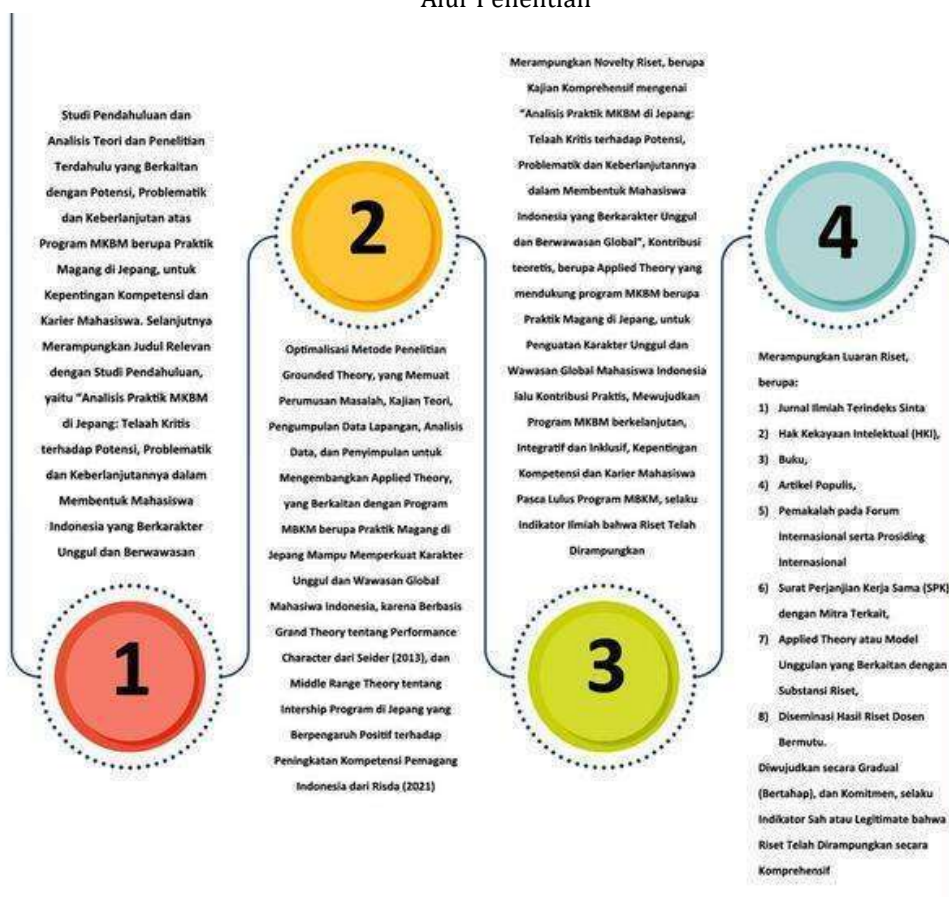 Alur Penelitian
Studi Pendahuluan dan
Analisis Teori dan Penelitian
Terdahulu yang Berkaitan
dengan Potensi, Problematik
dan Keberlanjutan atas
Program MKBM berupa Praktik
Magang di Jepang, untuk
Kepentingan Kompetensi dan
Karier Mahasiswa. Selanjutnya
Merampungkan Judul Relevan
dengan Studi Pendahuluan,
yaitu “Analisis Praktik MKBM
di Jepang: Telaah Kritis
terhadap Potensi, Problematik
dan Keberlanjutannya dalam
Membentuk Mahasiswa
Indonesia yang Berkarakter
Unggul dan Berwawasan
1
2
Optimalisasi Metode Penelitian
Grounded Theory, yang Memuat
Perumusan Masalah, Kajian Teori,
Pengumpulan Data Lapangan, Analisis
Data, dan Penyimpulan untuk
Mengembangkan Applied Theory,
yang Berkaitan dengan Program
MBKM berupa Praktik Magang di
Jepang Mampu Memperkuat Karakter
Unggul dan Wawasan Global
Mahasiwa Indonesia, karena Berbasis
Grand Theory tentang Performance
Character dari Seider (2013), dan
Middle Range Theory tentang
Intership Program di Jepang yang
Berpengaruh Positif terhadap
Peningkatan Kompetensi Pemagang
Indonesia dari Risda (2021)
Merampungkan Novelty Riset, berupa
Kajian Komprehensif mengenai
“Analisis Praktik MKBM di Jepang:
Telaah Kritis terhadap Potensi,
Problematik dan Keberlanjutannya
dalam Membentuk Mahasiswa
Indonesia yang Berkarakter Unggul
dan Berwawasan Global”, Kontribusi
teoretis, berupa Applied Theory yang
mendukung program MKBM berupa
Praktik Magang di Jepang, untuk
Penguatan Karakter Unggul dan
Wawasan Global Mahasiswa Indonesia
lalu Kontribusi Praktis, Mewujudkan
Program MKBM berkelanjutan,
Integratif dan Inklusif, Kepentingan
Kompetensi dan Karier Mahasiswa
Pasca Lulus Program MBKM, selaku
Indikator Ilmiah bahwa Riset Telah
Dirampungkan
3
4
Merampungkan Luaran Riset,
berupa:
1) Jurnal Ilmiah Terindeks Sinta
2) Hak Kekayaan Intelektual (HKI),
3) Buku,
4) Artikel Populis,
5) Pemakalah pada Forum
Internasional serta Prosiding
Internasional
6) Surat Perjanjian Kerja Sama (SPK)
dengan Mitra Terkait,
7) Applied Theory atau Model
Unggulan yang Berkaitan dengan
Substansi Riset,
8) Diseminasi Hasil Riset Dosen
Bermutu.
Diwujudkan secara Gradual
(Bertahap), dan Komitmen, selaku
Indikator Sah atau Legitimate bahwa
Riset Telah Dirampungkan secara
Komprehensif